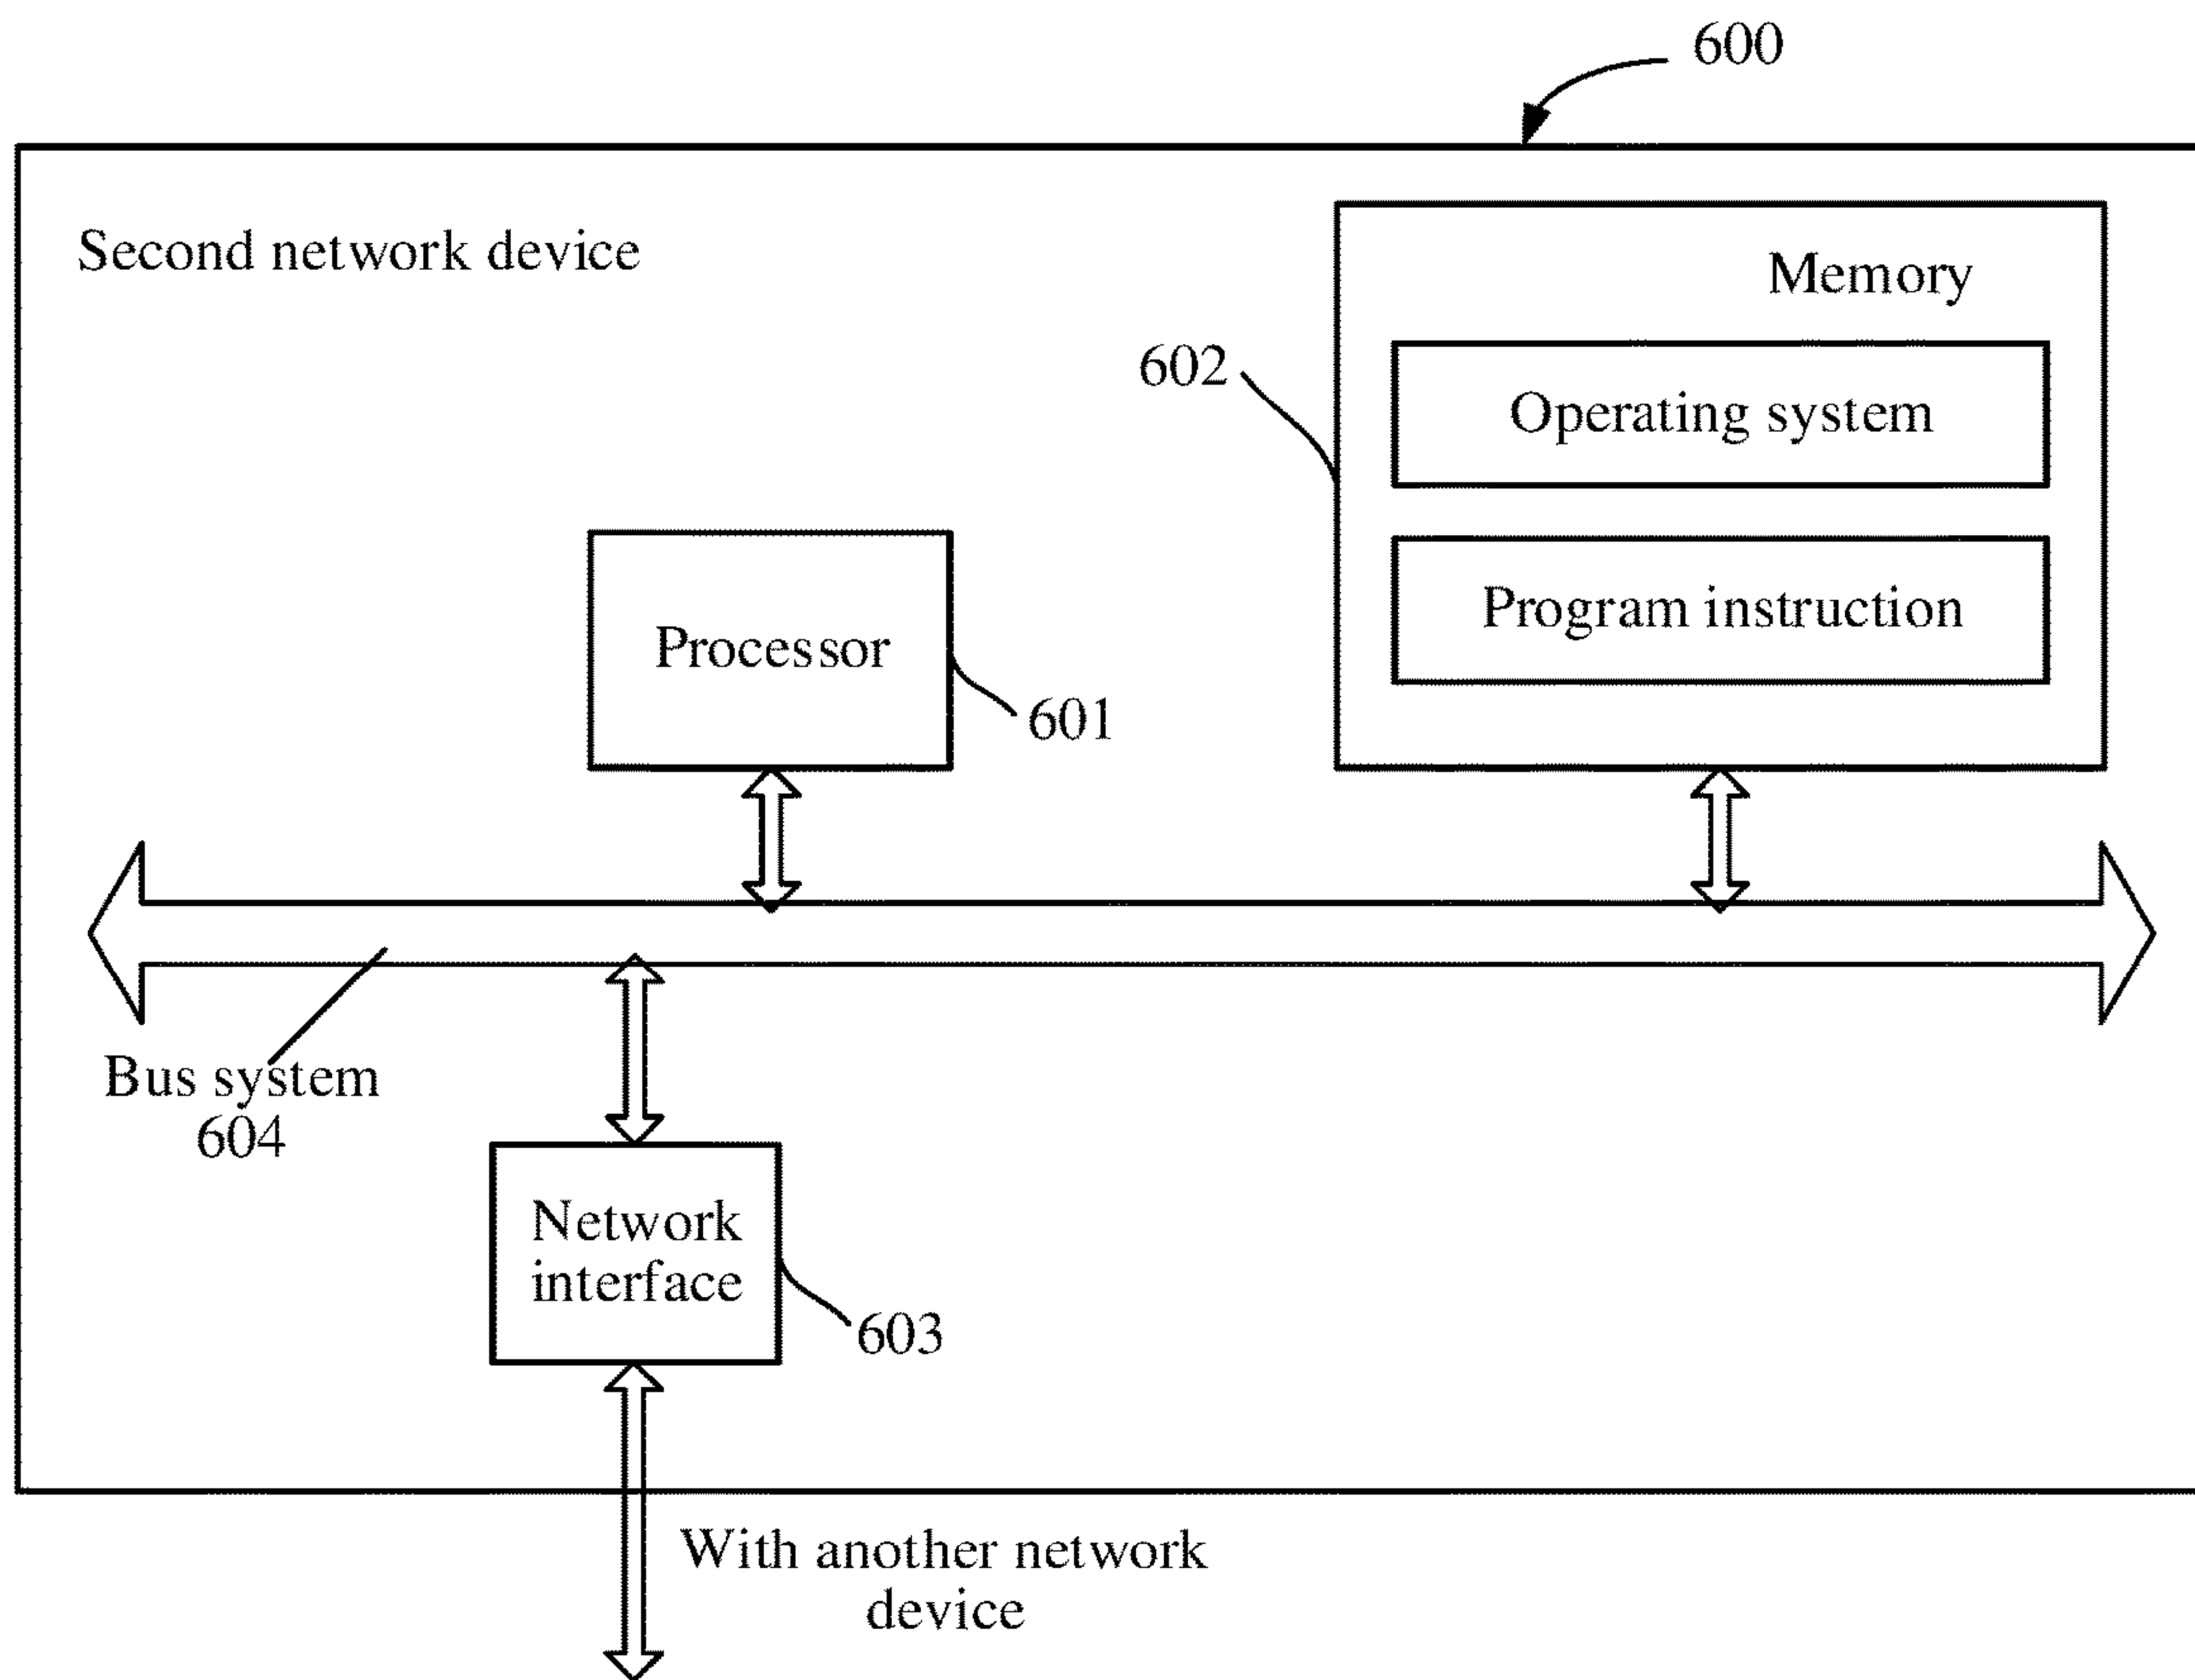 600
Second network device
Memory
602
Operating system
Program instruction
Processor
601
Bus system
604
Network
interface
603
With another network
device